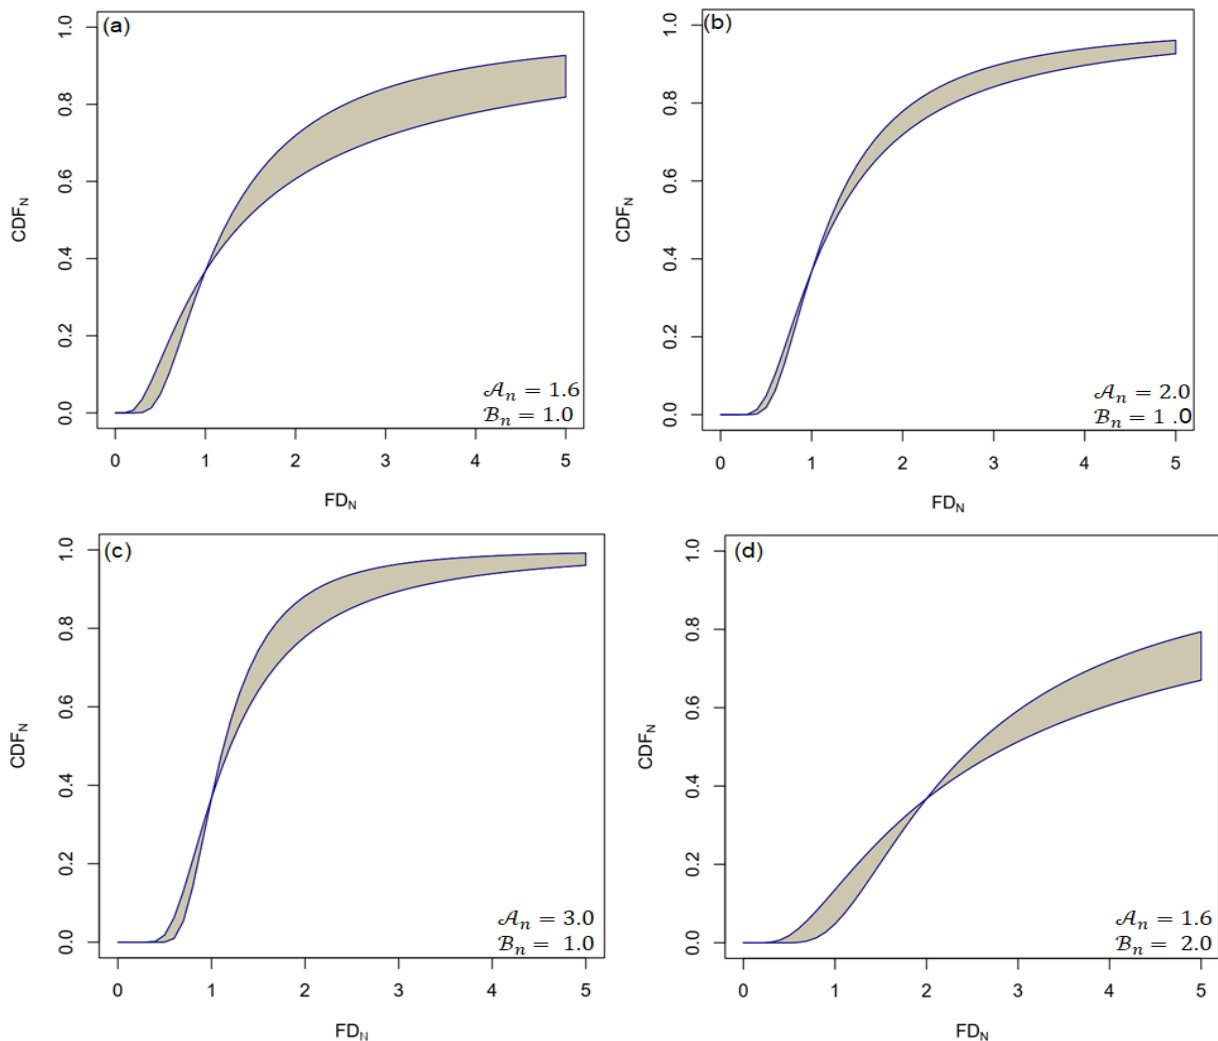 (a)
1.0
0.8
0.6
0.4
0.2
0.0
CDF_N
𝒜_n = 1.6
ℬ_n = 1.0
0 1 2 3 4 5
FD_N
(b)
1.0
0.8
0.6
0.4
0.2
0.0
CDF_N
𝒜_n = 2.0
ℬ_n = 1 .0
0 1 2 3 4 5
FD_N
(c)
1.0
0.8
0.6
0.4
0.2
0.0
CDF_N
𝒜_n = 3.0
ℬ_n = 1.0
0 1 2 3 4 5
FD_N
(d)
1.0
0.8
0.6
0.4
0.2
0.0
CDF_N
𝒜_n = 1.6
ℬ_n = 2.0
0 1 2 3 4 5
FD_N